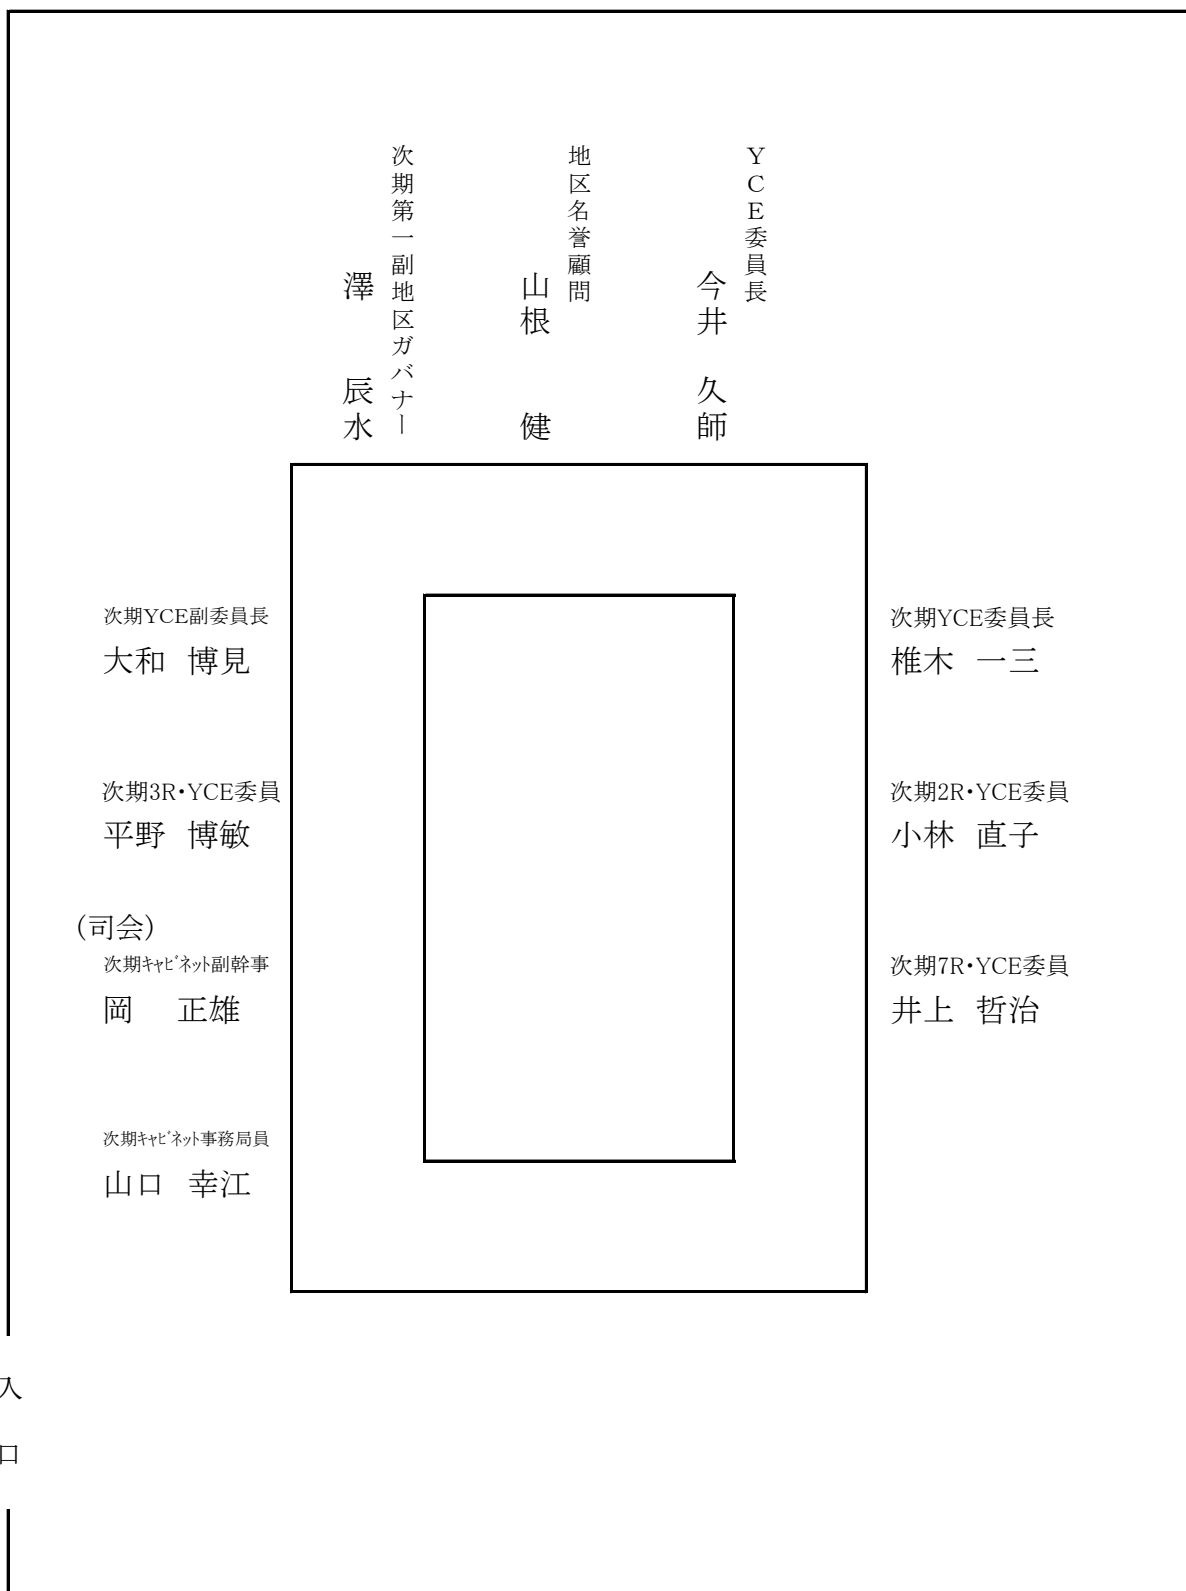 YCE委員長
今井　久師
地区名誉顧問
山根　健
次期第一副地区ガバナー
澤　辰水
次期YCE副委員長
大和　博見
次期YCE委員長
椎木　一三
次期3R・YCE委員
平野　博敏
次期2R・YCE委員
小林　直子
(司会)
次期ｷｬﾋﾞﾈｯﾄ副幹事
岡　正雄
次期7R・YCE委員
井上　哲治
次期ｷｬﾋﾞﾈｯﾄ事務局員
山口　幸江
入口